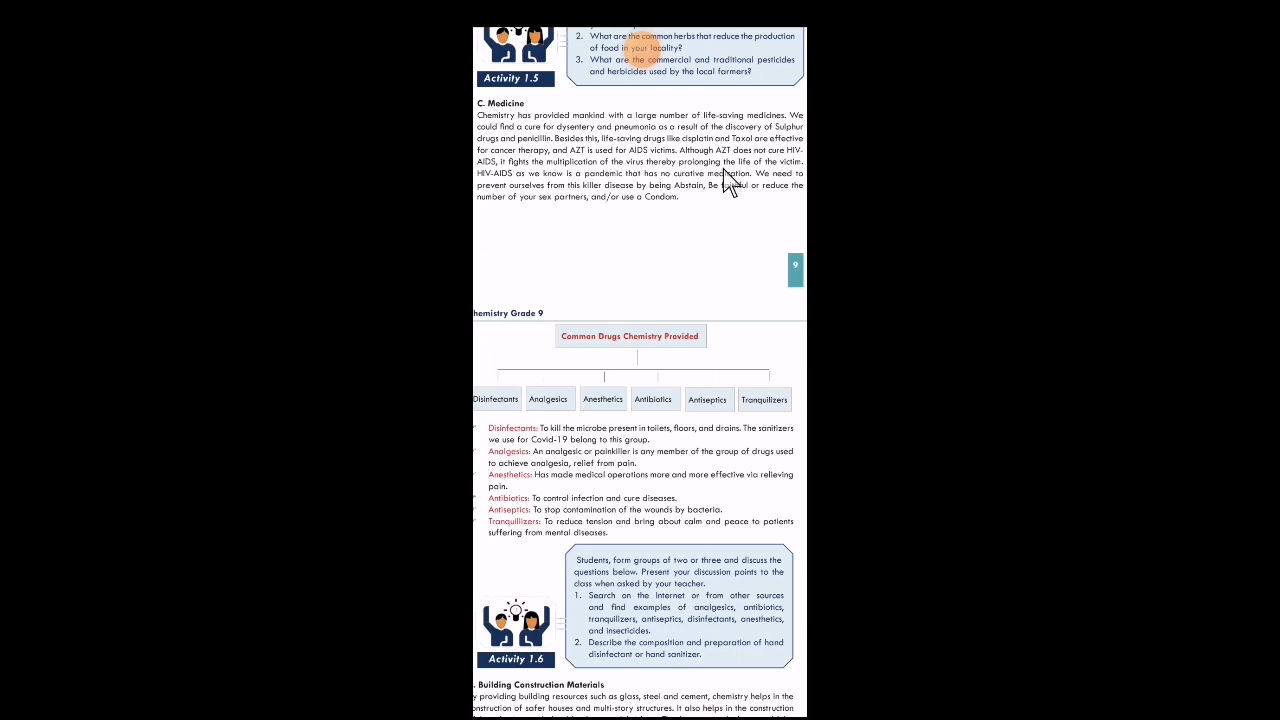 2. What are the common herbs that reduce the production
of food in your locality?
3. What are the commercial and traditional pesticides
and herbicides used by the local farmers?
Activity 1.5
C. Medicine
Chemistry has provided mankind with a large number of life-saving medicines. We
could find a cure for dysentery and pneumonia as a result of the discovery of Sulphur
drugs and penicillin. Besides this, life-saving drugs like cisplatin and Taxol are effective
for cancer therapy, and AZT is used for AIDS victims. Although AZT does not cure HIV-
AIDS, it fights the multiplication of the virus thereby prolonging the life of the victim.
HIV-AIDS as we know is a pandemic that has no curative We need to
prevent ourselves from this killer disease by being Abstain, Be or reduce the
number of your sex partners, and/or use a Condom.
9
hemistry Grade 9
Common Drugs Chemistry Provided
Disinfectants Analgesics Anesthetics Antibiotics Antiseptics Tranquilizers
Disinfectants: To kill the microbe present in toilets, floors, and drains. The sanitizers
we use for Covid-19 belong to this group.
Analgesics: An analgesic or painkiller is any member of the group of drugs used
to achieve analgesia, relief from pain.
Anesthetics: Has made medical operations more and more effective via relieving
pain.
Antibiotics: To control infection and cure diseases.
Antiseptics: To stop contamination of the wounds by bacteria.
Tranquillizers: To reduce tension and bring about calm and peace to patients
suffering from mental diseases.
Students, form groups of two or three and discuss the
questions below. Present your discussion points to the
class when asked by your teacher.
1. Search on the Internet or from other sources
and find examples of analgesics, antibiotics,
tranquilizers, antiseptics, disinfectants, anesthetics,
and insecticides.
2. Describe the composition and preparation of hand
disinfectant or hand sanitizer.
Activity 1.6
. Building Construction Materials
y providing building resources such as glass, steel and cement, chemistry helps in the
onstruction of safer houses and multi-story structures. It also helps in the construction